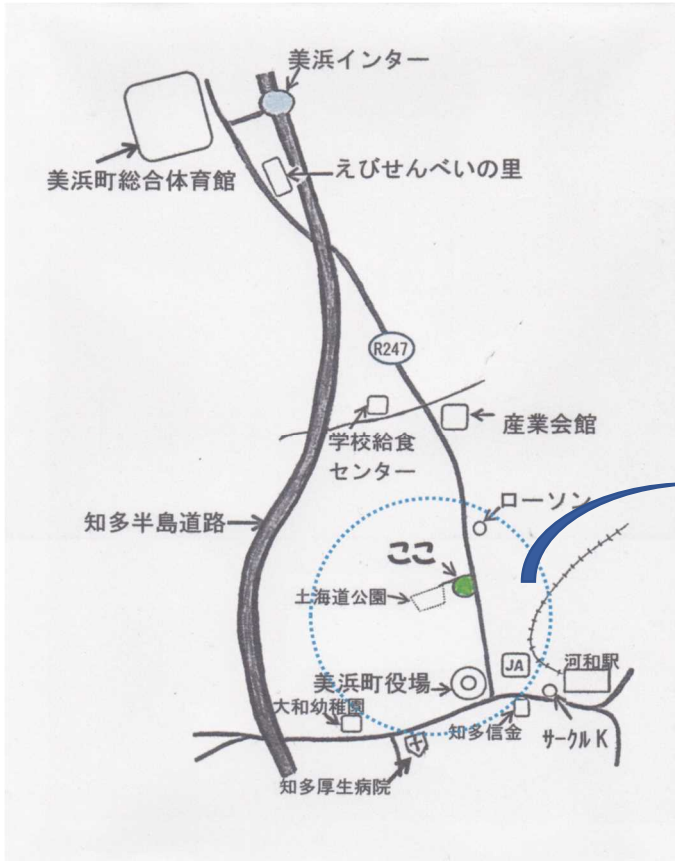 美浜インター
えびせんべいの里
美浜町総合体育館
R247
産業会館
学校給食
センター
ローソン
知多半島道路
ここ
土海道公園
JA
河和駅
美浜町役場
大和幼稚園
知多信金
サークルK
知多厚生病院